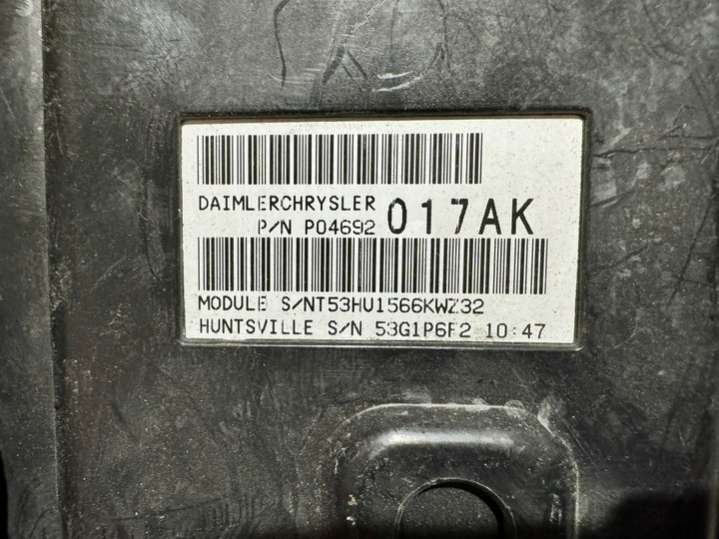 DAIMLERCHRYSLER
P/N P04692 017AK
MODULE S/NT53HU1566KWZ32
HUNTSVILLE S/N 53G1P6F2 10:47